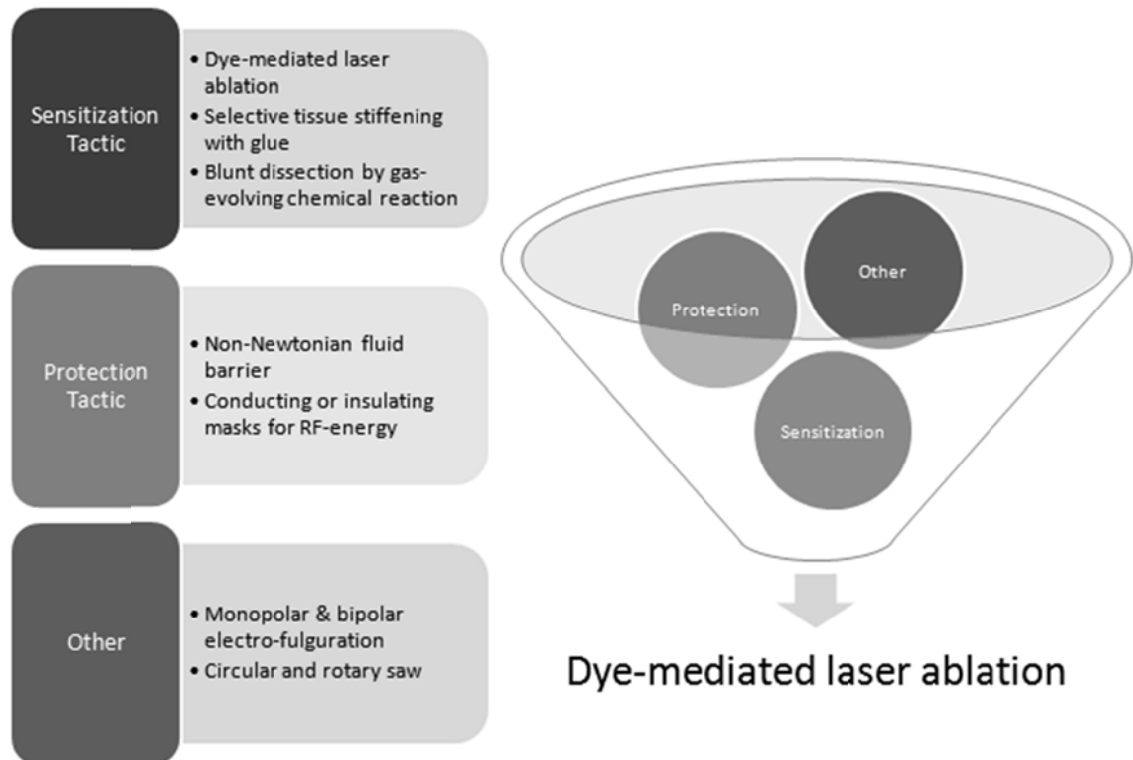 Sensitization
Tactic
• Dye-mediated laser
ablation
• Selective tissue stiffening
with glue
• Blunt dissection by gas-
evolving chemical reaction
Protection
Tactic
• Non-Newtonian fluid
barrier
• Conducting or insulating
masks for RF-energy
Other
• Monopolar & bipolar
electro-fulguration
• Circular and rotary saw
Other
Protection
Sensitization
Dye-mediated laser ablation